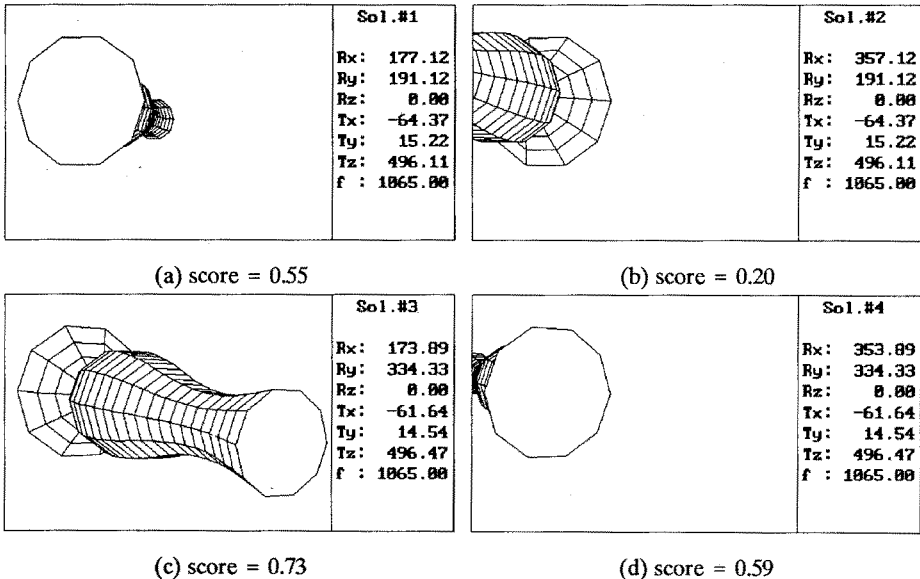 Sol.#1
Rx: 177.12
Ry: 191.12
Rz: 0.00
Tx: -64.37
Ty: 15.22
Tz: 496.11
f : 1065.00
(a) score = 0.55
Sol.#2
Rx: 357.12
Ry: 191.12
Rz: 0.00
Tx: -64.37
Ty: 15.22
Tz: 496.11
f : 1065.00
(b) score = 0.20
Sol.#3
Rx: 173.89
Ry: 334.33
Rz: 0.00
Tx: -61.64
Ty: 14.54
Tz: 496.47
f : 1065.00
(c) score = 0.73
Sol.#4
Rx: 353.89
Ry: 334.33
Rz: 0.00
Tx: -61.64
Ty: 14.54
Tz: 496.47
f : 1065.00
(d) score = 0.59